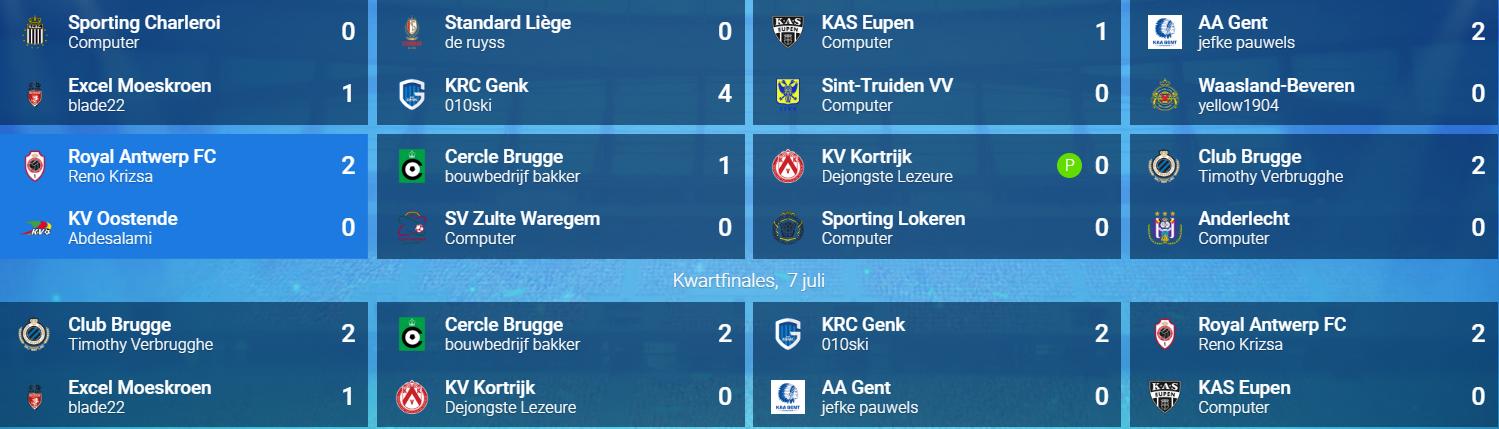 Sporting Charleroi 0
Computer
Excel Moeskroen 1
blade22
Standard Liège 0
de ruyss
KRC Genk 4
010ski
KAS Eupen 1
Computer
Sint-Truiden VV 0
Computer
AA Gent 2
jefke pauwels
Waasland-Beveren 0
yellow1904
Royal Antwerp FC 2
Reno Krizsa
KV Oostende 0
Abdesalami
Cercle Brugge 1
bouwbedrijf bakker
SV Zulte Waregem 0
Computer
KV Kortrijk P 0
Dejongste Lezeure
Sporting Lokeren 0
Computer
Club Brugge 2
Timothy Verbrugghe
Anderlecht 0
Computer
Kwartfinales, 7 juli
Club Brugge 2
Timothy Verbrugghe
Excel Moeskroen 1
blade22
Cercle Brugge 2
bouwbedrijf bakker
KV Kortrijk 0
Dejongste Lezeure
KRC Genk 2
010ski
AA Gent 0
jefke pauwels
Royal Antwerp FC 2
Reno Krizsa
KAS Eupen 0
Computer